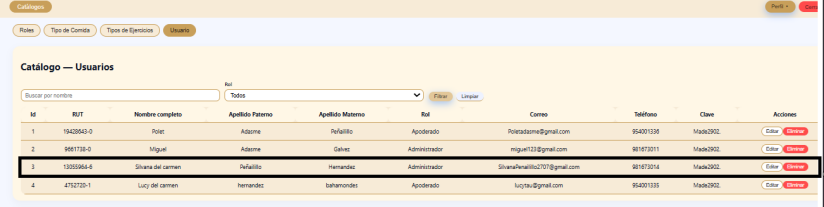 Catálogos Perfil
Roles Tipo de Comida Tipos de Ejercicios Usuario
Catálogo — Usuarios
Rol
Buscar por nombre Todos Filtrar Limpiar
Id RUT Nombre completo Apellido Paterno Apellido Materno Rol Correo Teléfono Clave Acciones
1 19428643-0 Polet Adasme Peñailillo Apoderado Poletadazme@gmail.com 954001336 Made2902. Editar Eliminar
2 9661738-0 Miguel Adasme Galvez Administrador miguel123@gmail.com 981673011 Made2902. Editar Eliminar
3 13055964-6 Silvana del carmen Peñailillo Hernandez Administrador SilvanaPenailillo2707@gmail.com 981673014 Made2902. Editar Eliminar
4 4752720-1 Lucy del carmen hernandez bahamondes Apoderado lucytau@gmail.com 954001335 Made2902. Editar Eliminar